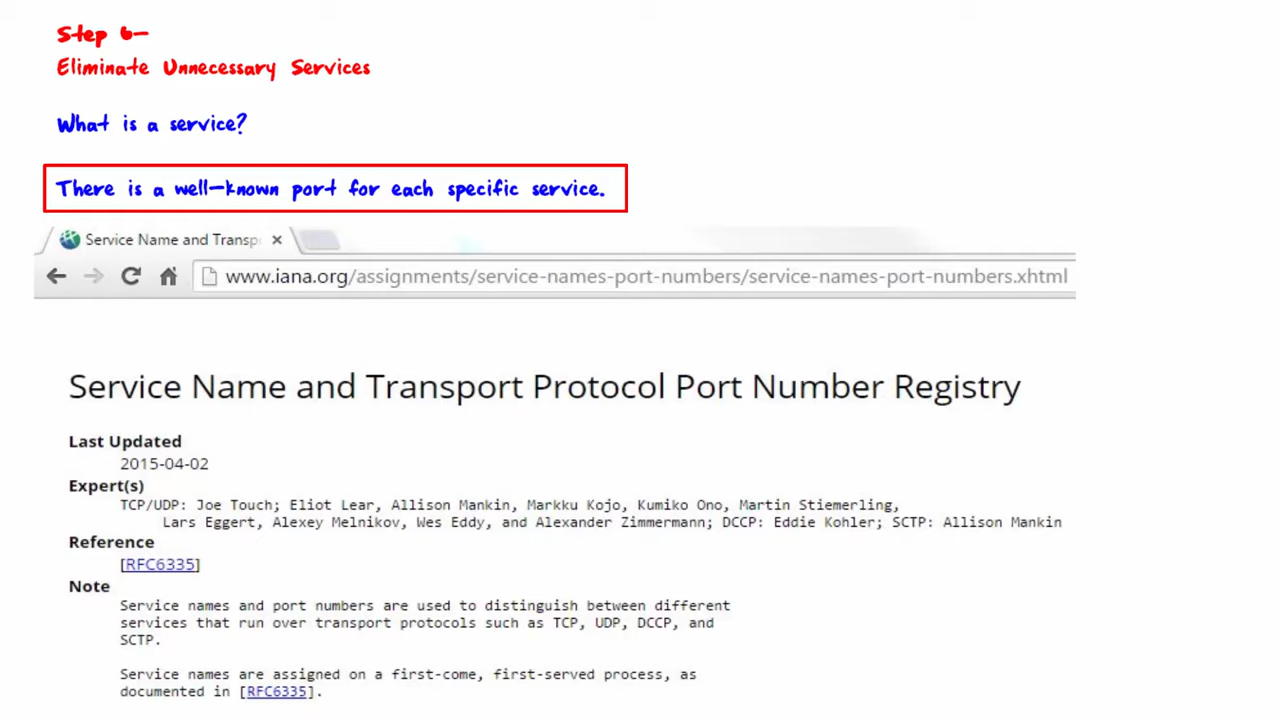 Step 6-
Eliminate Unnecessary Services
What is a service?
There is a well-known port for each specific service.
Service Name and Transp
www.iana.org/assignments/service-names-port-numbers/service-names-port-numbers.xhtml
Service Name and Transport Protocol Port Number Registry
Last Updated
2015-04-02
Expert(s)
TCP/UDP: Joe Touch; Eliot Lear, Allison Mankin, Markku Kojo, Kumiko Ono, Martin Stiemerling,
Lars Eggert, Alexey Melnikov, Wes Eddy, and Alexander Zimmermann; DCCP: Eddie Kohler; SCTP: Allison Mankin
Reference
[RFC6335]
Note
Service names and port numbers are used to distinguish between different
services that run over transport protocols such as TCP, UDP, DCCP, and
SCTP.
Service names are assigned on a first-come, first-served process, as
documented in [RFC6335].